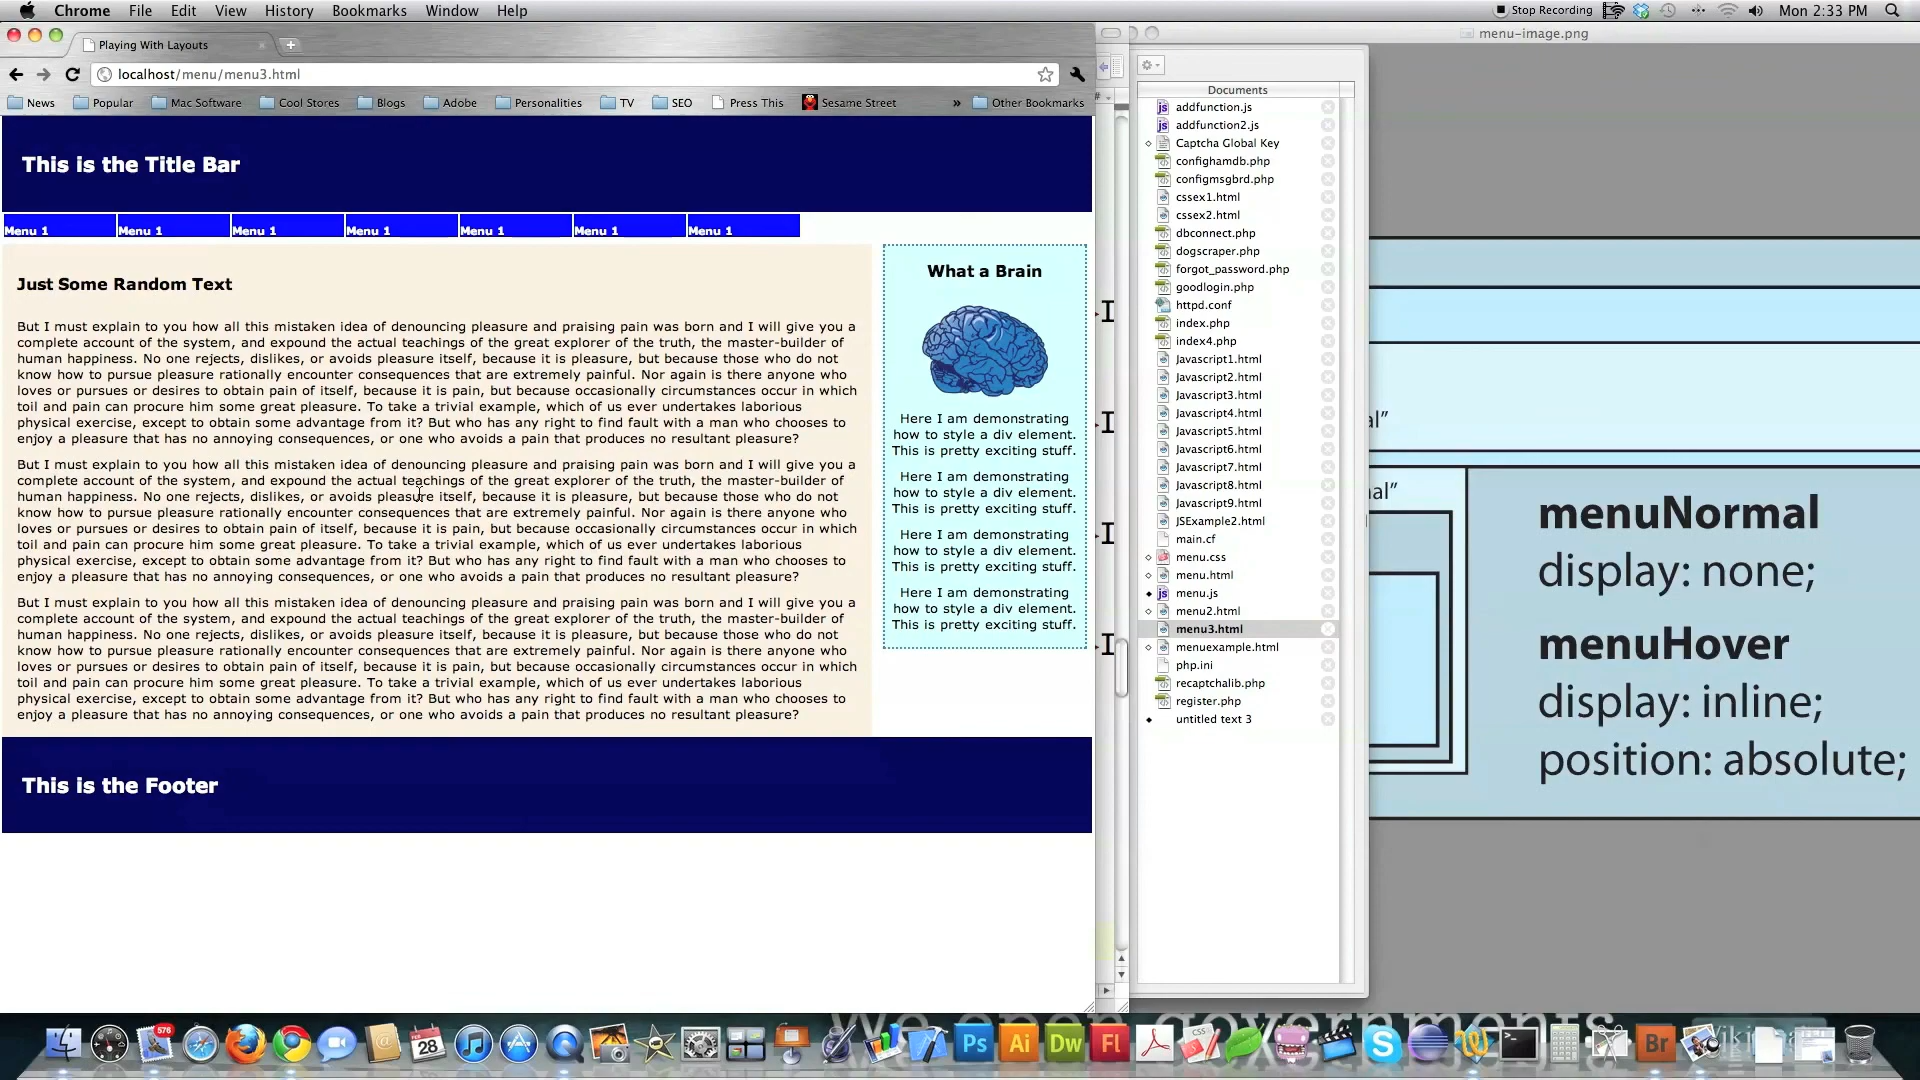 Chrome File Edit View History Bookmarks Window Help
Stop Recording
Mon 2:33 PM
Playing With Layouts
localhost/menu/menu3.html
News Popular Mac Software Cool Stores Blogs Adobe Personalities TV SEO Press This Sesame Street » Other Bookmarks
This is the Title Bar
Menu 1 Menu 1 Menu 1 Menu 1 Menu 1 Menu 1 Menu 1
Just Some Random Text
But I must explain to you how all this mistaken idea of denouncing pleasure and praising pain was born and I will give you a
complete account of the system, and expound the actual teachings of the great explorer of the truth, the master-builder of
human happiness. No one rejects, dislikes, or avoids pleasure itself, because it is pleasure, but because those who do not
know how to pursue pleasure rationally encounter consequences that are extremely painful. Nor again is there anyone who
loves or pursues or desires to obtain pain of itself, because it is pain, but because occasionally circumstances occur in which
toil and pain can procure him some great pleasure. To take a trivial example, which of us ever undertakes laborious
physical exercise, except to obtain some advantage from it? But who has any right to find fault with a man who chooses to
enjoy a pleasure that has no annoying consequences, or one who avoids a pain that produces no resultant pleasure?
But I must explain to you how all this mistaken idea of denouncing pleasure and praising pain was born and I will give you a
complete account of the system, and expound the actual teachings of the great explorer of the truth, the master-builder of
human happiness. No one rejects, dislikes, or avoids pleasure itself, because it is pleasure, but because those who do not
know how to pursue pleasure rationally encounter consequences that are extremely painful. Nor again is there anyone who
loves or pursues or desires to obtain pain of itself, because it is pain, but because occasionally circumstances occur in which
toil and pain can procure him some great pleasure. To take a trivial example, which of us ever undertakes laborious
physical exercise, except to obtain some advantage from it? But who has any right to find fault with a man who chooses to
enjoy a pleasure that has no annoying consequences, or one who avoids a pain that produces no resultant pleasure?
But I must explain to you how all this mistaken idea of denouncing pleasure and praising pain was born and I will give you a
complete account of the system, and expound the actual teachings of the great explorer of the truth, the master-builder of
human happiness. No one rejects, dislikes, or avoids pleasure itself, because it is pleasure, but because those who do not
know how to pursue pleasure rationally encounter consequences that are extremely painful. Nor again is there anyone who
loves or pursues or desires to obtain pain of itself, because it is pain, but because occasionally circumstances occur in which
toil and pain can procure him some great pleasure. To take a trivial example, which of us ever undertakes laborious
physical exercise, except to obtain some advantage from it? But who has any right to find fault with a man who chooses to
enjoy a pleasure that has no annoying consequences, or one who avoids a pain that produces no resultant pleasure?
What a Brain
Here I am demonstrating
how to style a div element.
This is pretty exciting stuff.
Here I am demonstrating
how to style a div element.
This is pretty exciting stuff.
Here I am demonstrating
how to style a div element.
This is pretty exciting stuff.
Here I am demonstrating
how to style a div element.
This is pretty exciting stuff.
This is the Footer
Documents
addfunction.js
addfunction2.js
Captcha Global Key
confighamdb.php
configmsgbrd.php
cssex1.html
cssex2.html
dbconnect.php
dogscraper.php
forgot_password.php
goodlogin.php
httpd.conf
index.php
index4.php
Javascript1.html
Javascript2.html
Javascript3.html
Javascript4.html
Javascript5.html
Javascript6.html
Javascript7.html
Javascript8.html
Javascript9.html
JSExample2.html
main.cf
menu.css
menu.html
menu.js
menu2.html
menu3.html
menuexample.html
php.ini
recaptchalib.php
register.php
untitled text 3
menu-image.png
al”
al”
menuNormal
display: none;
menuHover
display: inline;
position: absolute;
We open governments.
576
FEB
28
Ps Ai Dw Fl
CSS
Br